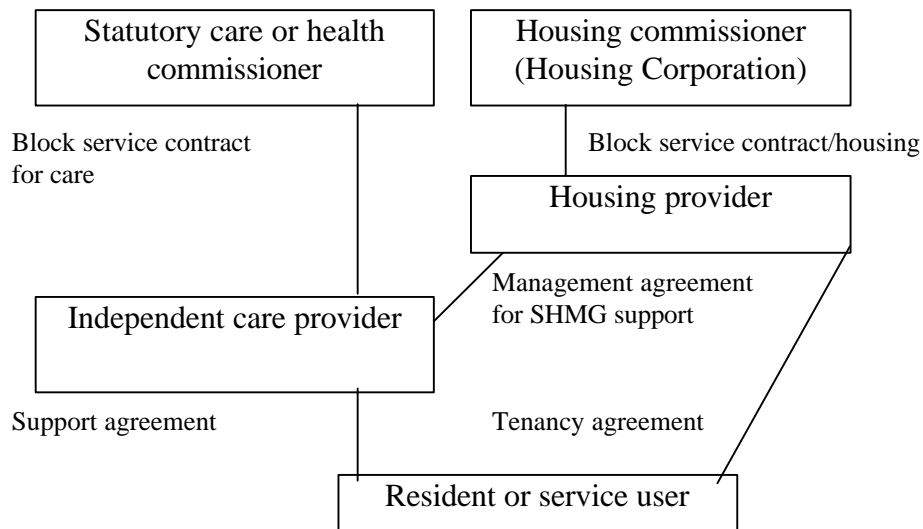 Statutory care or health
commissioner
Housing commissioner
(Housing Corporation)
Block service contract
for care
Block service contract/housing
Housing provider
Management agreement
for SHMG support
Independent care provider
Support agreement
Tenancy agreement
Resident or service user